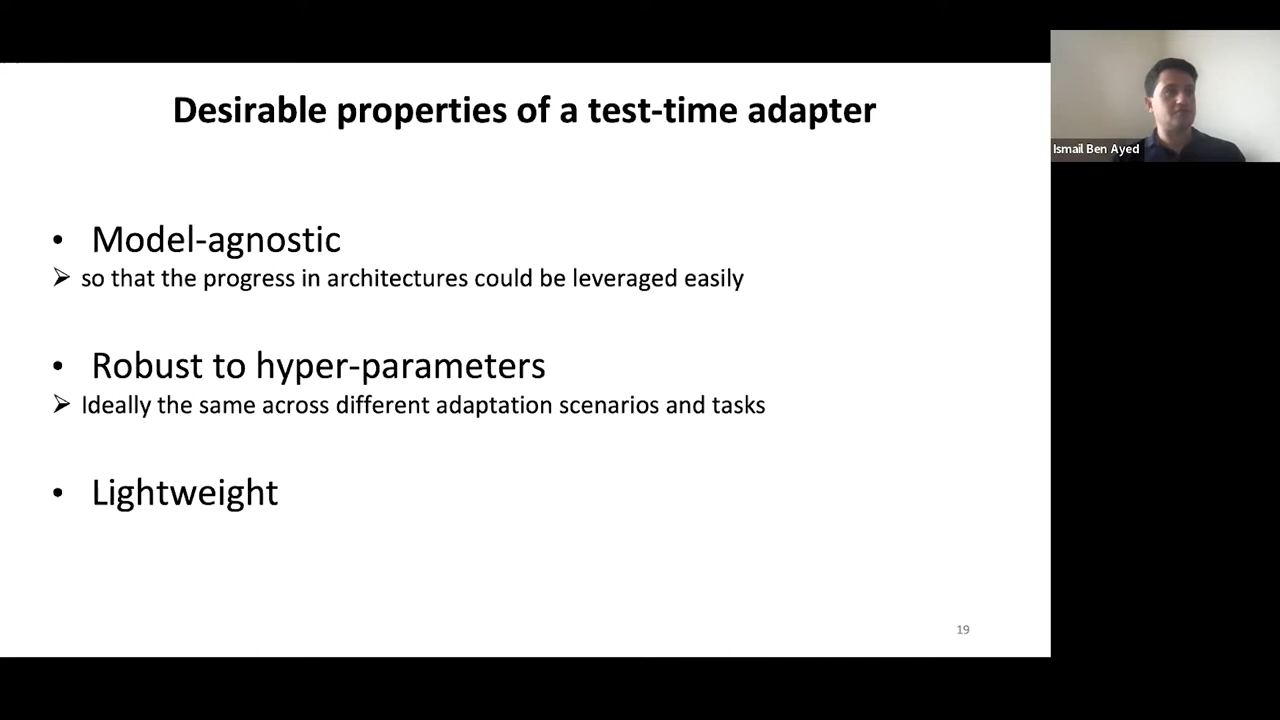 Desirable properties of a test-time adapter
Ismail Ben Ayed
• Model-agnostic
➢ so that the progress in architectures could be leveraged easily
• Robust to hyper-parameters
➢ Ideally the same across different adaptation scenarios and tasks
• Lightweight
19